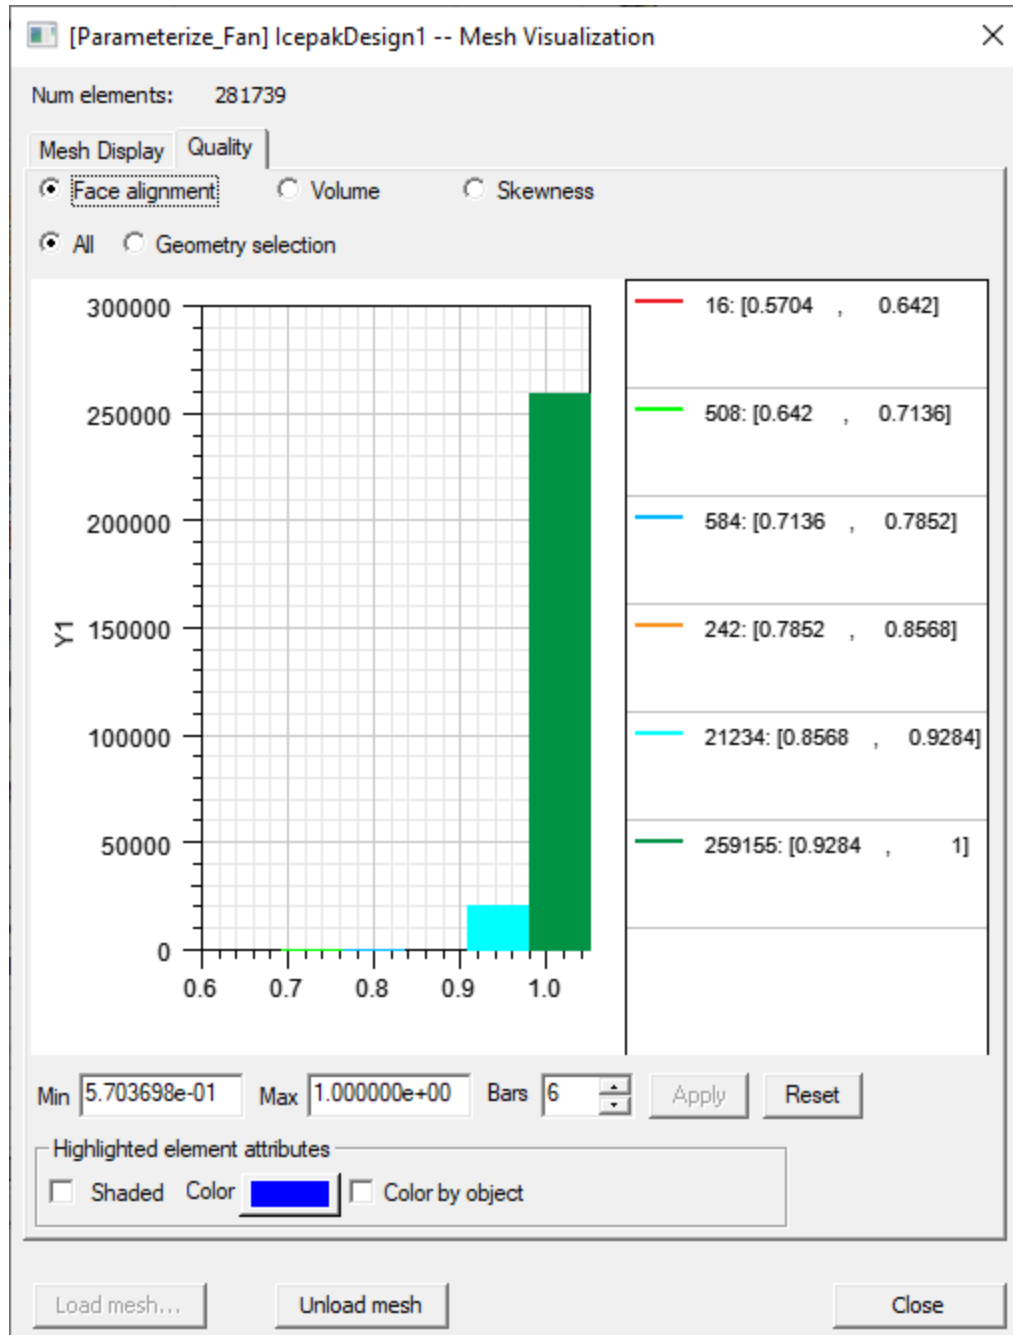 [Parameterize_Fan] IcepakDesign1 -- Mesh Visualization
Num elements: 281739
Mesh Display Quality
Face alignment Volume Skewness
All Geometry selection
300000
250000
200000
150000
100000
50000
0
Y1
0.6 0.7 0.8 0.9 1.0
16: [0.5704 , 0.642]
508: [0.642 , 0.7136]
584: [0.7136 , 0.7852]
242: [0.7852 , 0.8568]
21234: [0.8568 , 0.9284]
259155: [0.9284 , 1]
Min 5.703698e-01 Max 1.000000e+00 Bars 6 Apply Reset
Highlighted element attributes
Shaded Color Color by object
Load mesh... Unload mesh Close